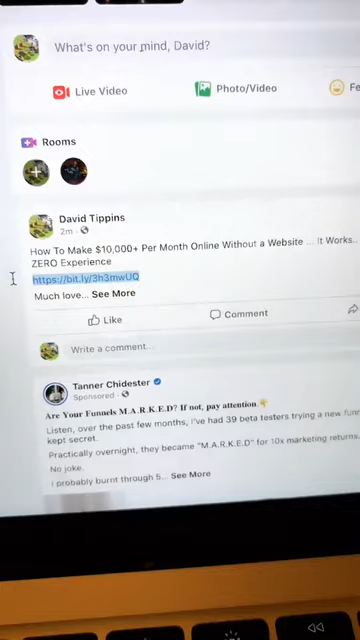 What's on your mind, David?
Live Video
Photo/Video
Fe
Rooms
David Tippins
2m
How To Make $10,000+ Per Month Online Without a Website ... It Works..
ZERO Experience
https://bit.ly/3h3mwUQ
Much love... See More
Like
Comment
Write a comment...
Tanner Chidester
Sponsored
Are Your Funnels M.A.R.K.E.D? If not, pay attention.
Listen, over the past few months, I've had 39 beta testers trying a new funn
kept secret.
Practically overnight, they became "M.A.R.K.E.D" for 10x marketing returns.
No joke.
I probably burnt through 5... See More